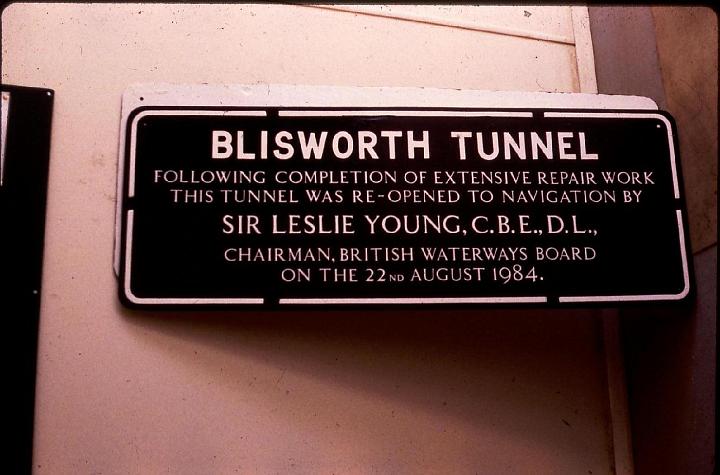 BLISWORTH TUNNEL
FOLLOWING COMPLETION OF EXTENSIVE REPAIR WORK
THIS TUNNEL WAS RE-OPENED TO NAVIGATION BY
SIR LESLIE YOUNG, C.B.E., D.L.,
CHAIRMAN, BRITISH WATERWAYS BOARD
ON THE 22ND AUGUST 1984.